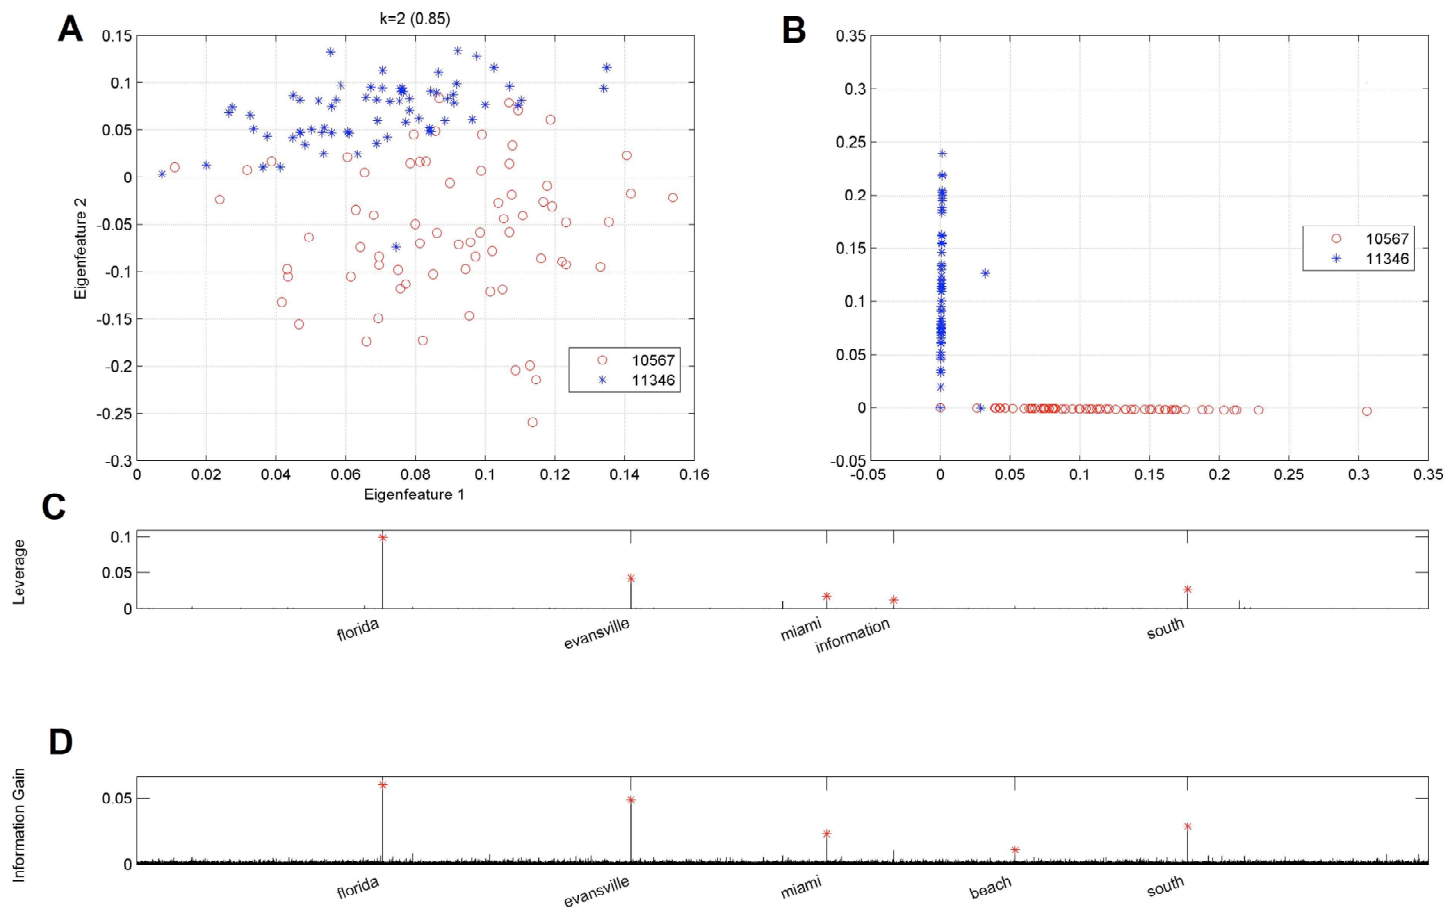 A
k=2 (0.85)
0.15
0.1
0.05
0
-0.05
-0.1
-0.15
-0.2
-0.25
-0.3
Eigenfeature 2
0 0.02 0.04 0.06 0.08 0.1 0.12 0.14 0.16
Eigenfeature 1
10567
11346
B
0.35
0.3
0.25
0.2
0.15
0.1
0.05
0
-0.05
-0.05 0 0.05 0.1 0.15 0.2 0.25 0.3 0.35
10567
11346
C
Leverage
0.1
0.05
0
florida evansville miami information south
D
Information Gain
0.05
0
florida evansville miami beach south